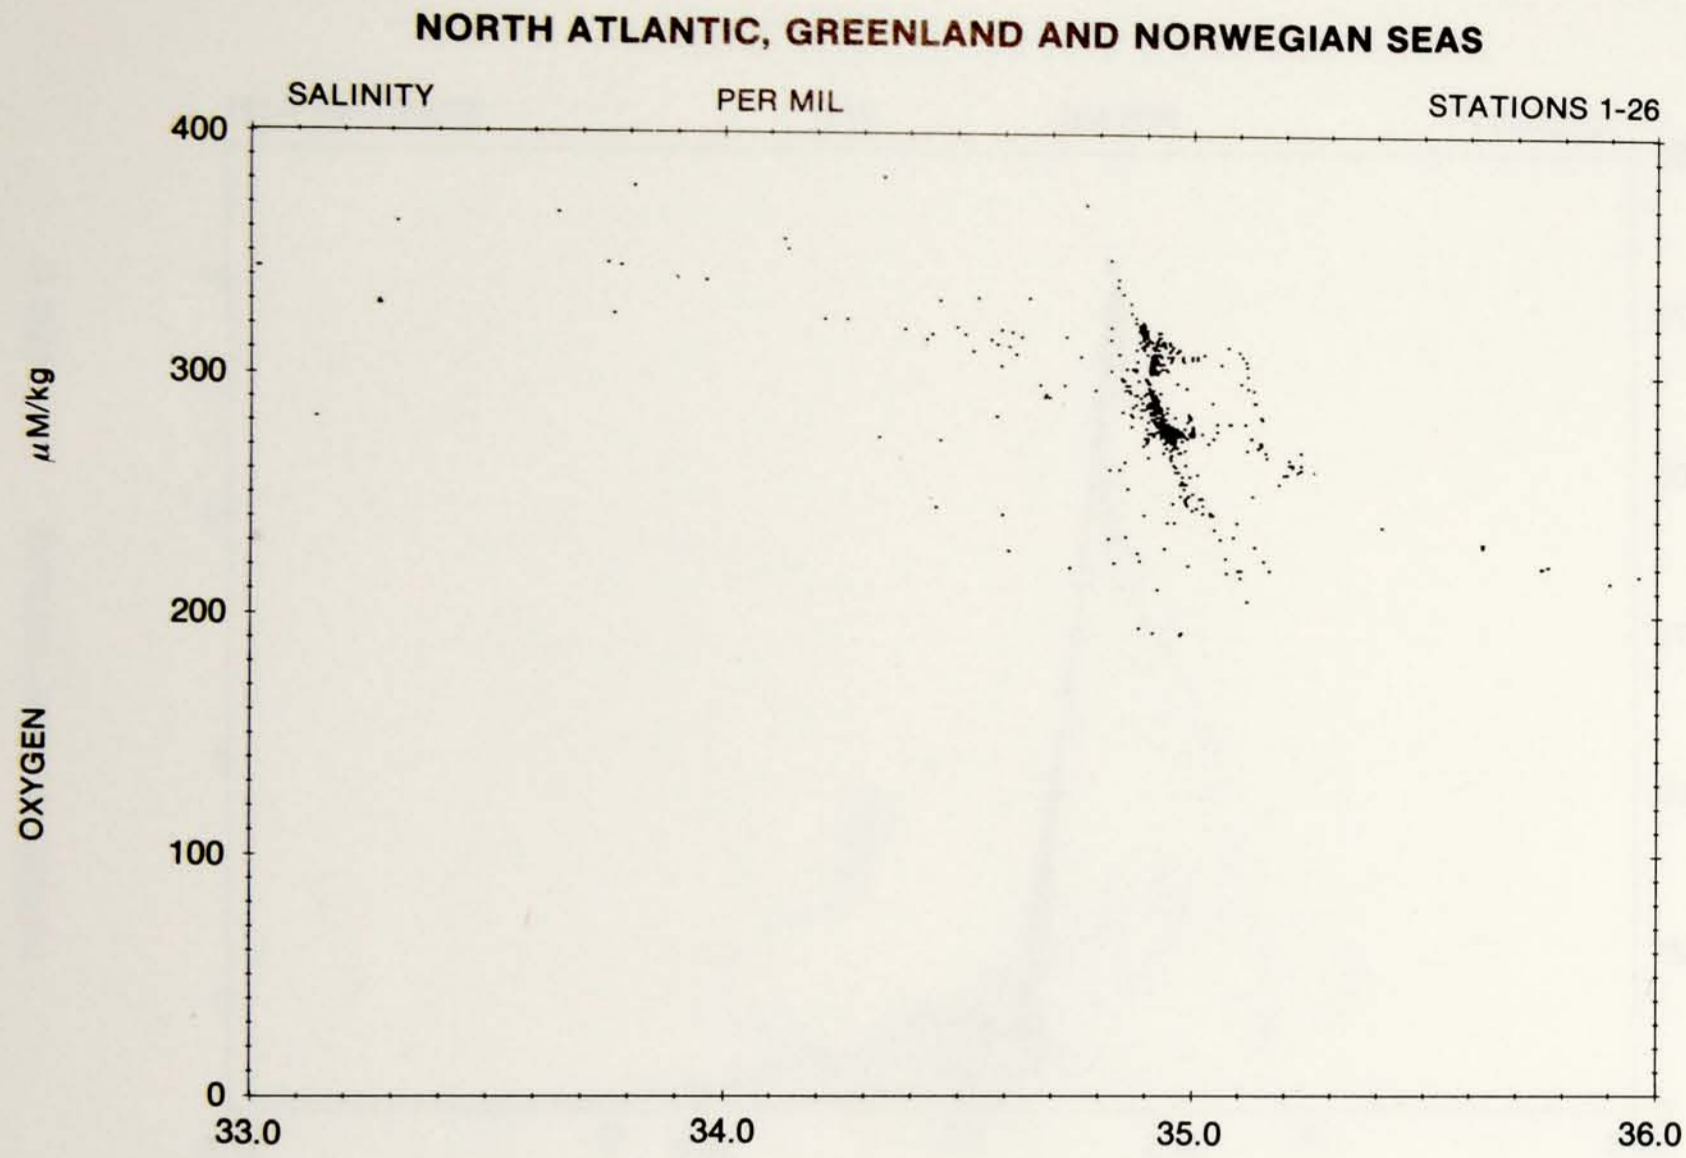 NORTH ATLANTIC, GREENLAND AND NORWEGIAN SEAS
SALINITY PER MIL STATIONS 1-26
400
300
200
100
0
OXYGEN µM/kg
33.0 34.0 35.0 36.0